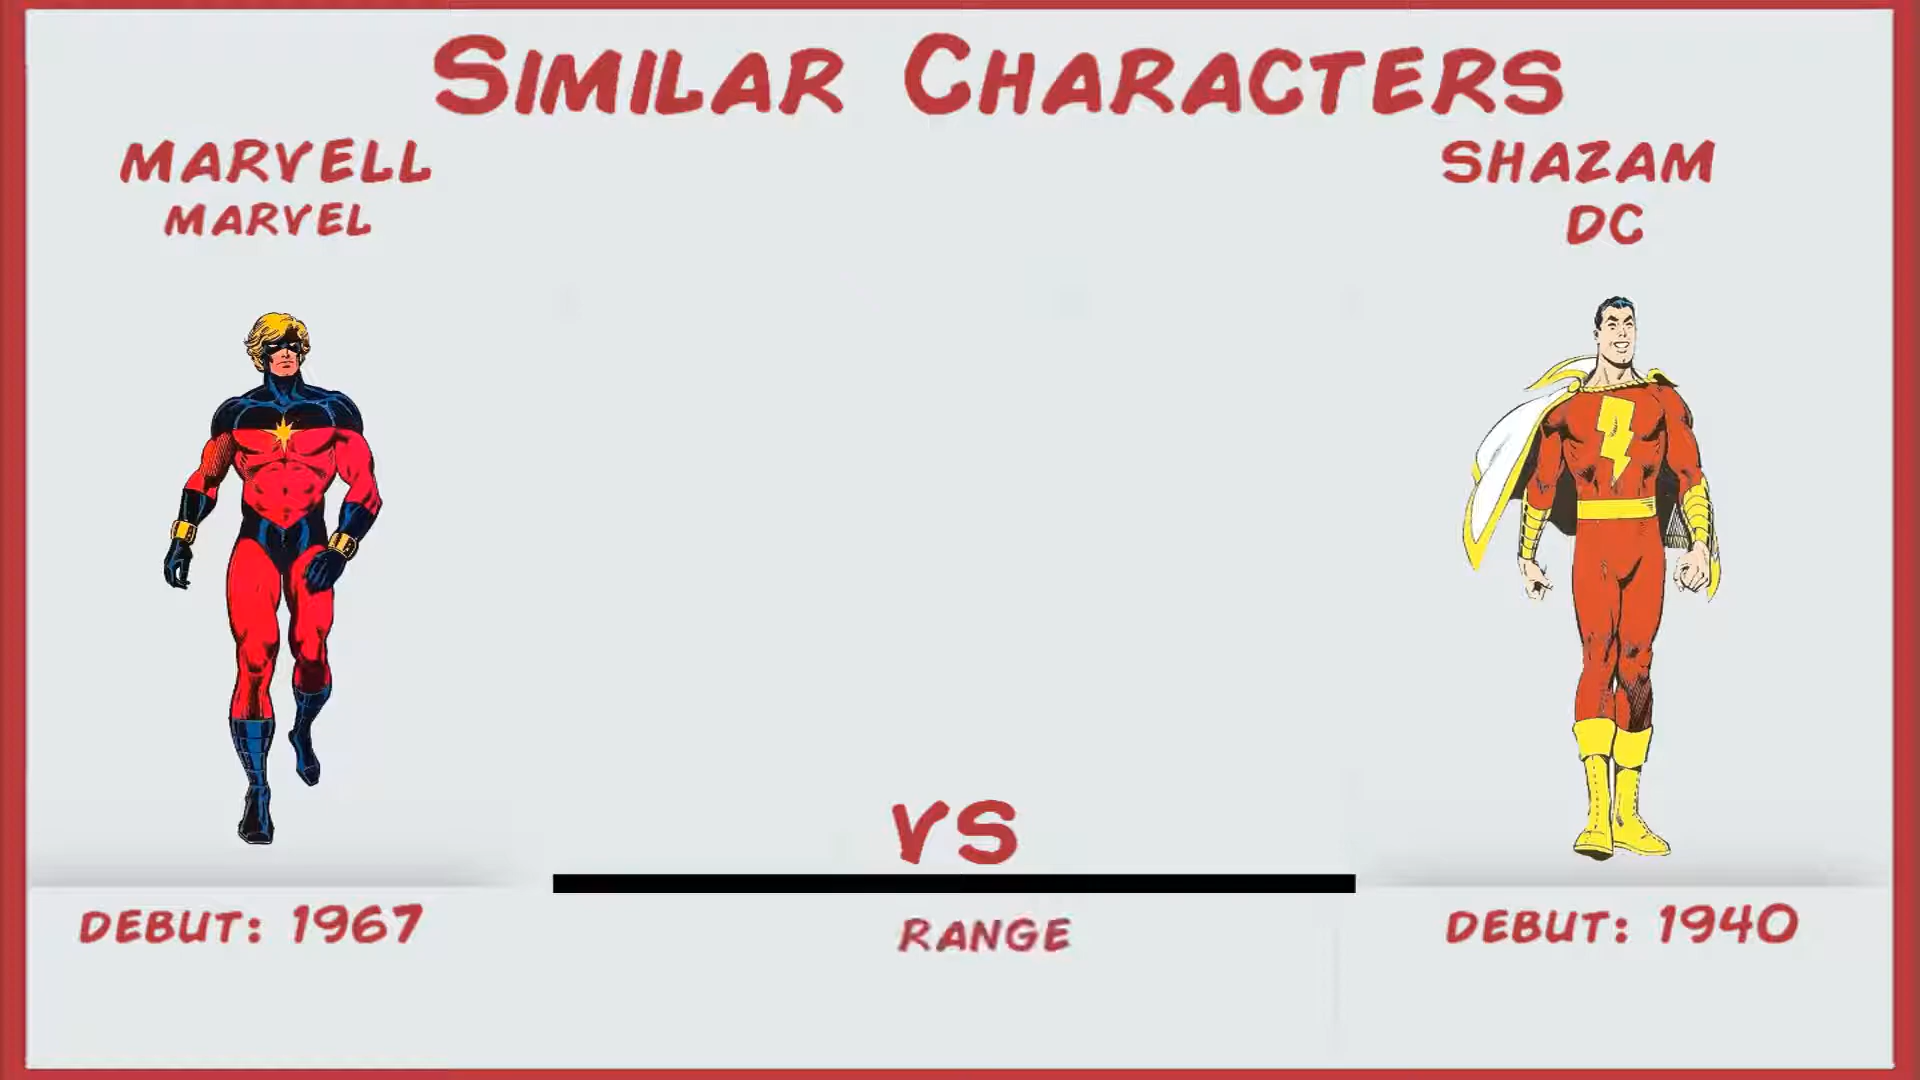 SIMILAR CHARACTERS
MARVELL
MARVEL
SHAZAM
DC
VS
DEBUT: 1967
RANGE
DEBUT: 1940